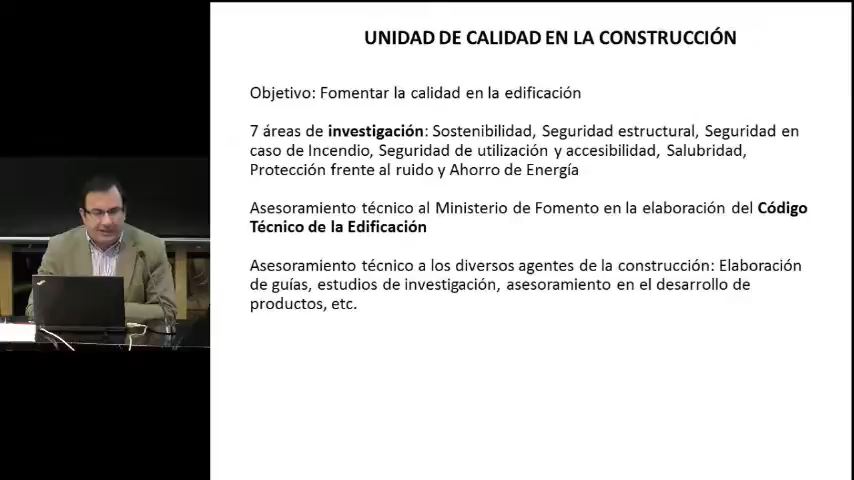 UNIDAD DE CALIDAD EN LA CONSTRUCCIÓN
Objetivo: Fomentar la calidad en la edificación
7 áreas de investigación: Sostenibilidad, Seguridad estructural, Seguridad en
caso de Incendio, Seguridad de utilización y accesibilidad, Salubridad,
Protección frente al ruido y Ahorro de Energía
Asesoramiento técnico al Ministerio de Fomento en la elaboración del Código
Técnico de la Edificación
Asesoramiento técnico a los diversos agentes de la construcción: Elaboración
de guías, estudios de investigación, asesoramiento en el desarrollo de
productos, etc.